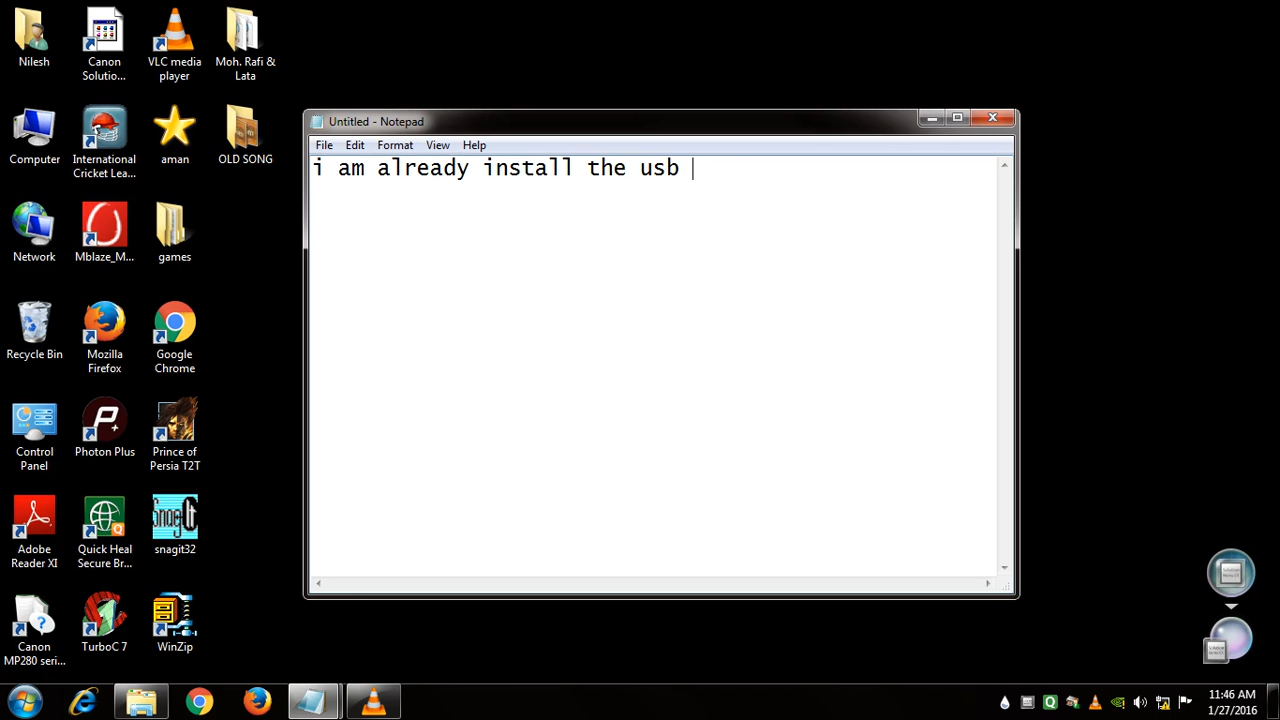 Nilesh
Canon
Solutio...
VLC media
player
Moh. Rafi &
Lata
Computer
International
Cricket Lea...
aman
OLD SONG
Network
Mblaze_M...
games
Recycle Bin
Mozilla
Firefox
Google
Chrome
Control
Panel
Photon Plus
Prince of
Persia T2T
Adobe
Reader XI
Quick Heal
Secure Br...
snagit32
Canon
MP280 seri...
TurboC 7
WinZip
Untitled - Notepad
File Edit Format View Help
i am already install the usb
11:46 AM
1/27/2016